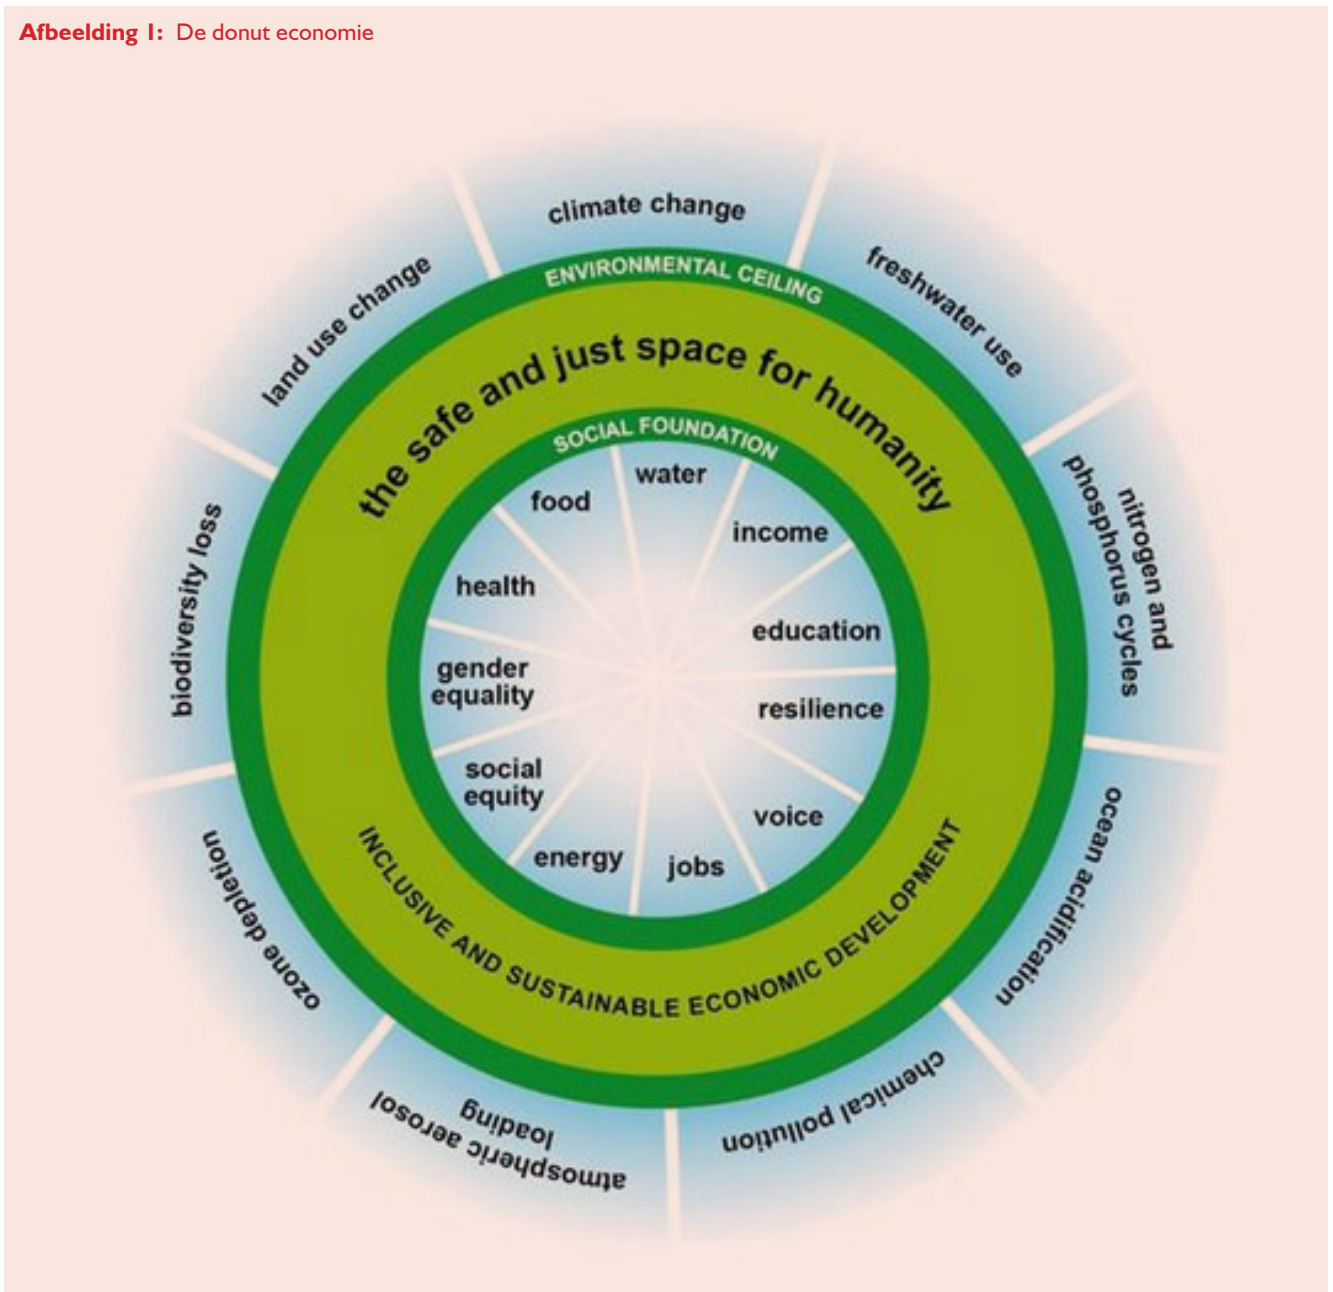 Afbeelding 1: De donut economie
climate change
freshwater use
nitrogen and
phosphorus cycles
ocean acidification
chemical pollution
atmospheric aerosol
loading
ozone depletion
biodiversity loss
land use change
ENVIRONMENTAL CEILING
the safe and just space for humanity
SOCIAL FOUNDATION
water
income
education
resilience
voice
jobs
energy
social
equity
gender
equality
health
food
INCLUSIVE AND SUSTAINABLE ECONOMIC DEVELOPMENT